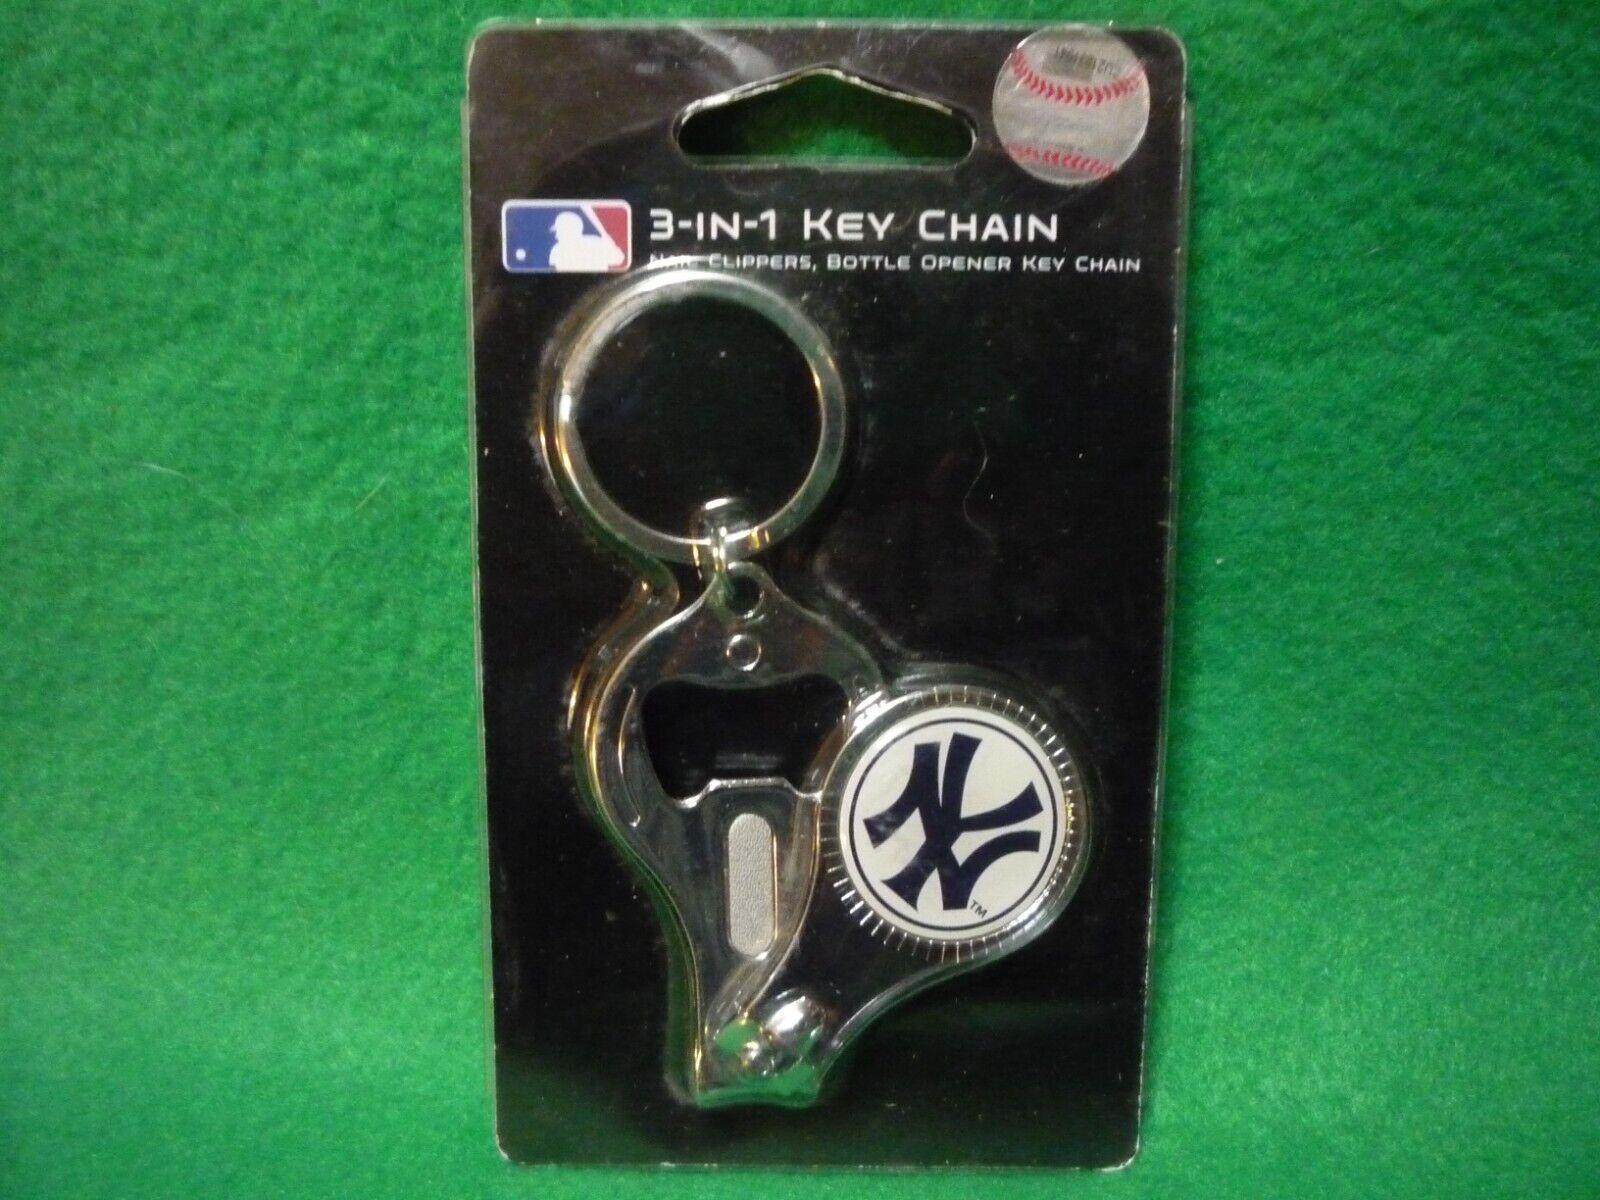 3-IN-1 KEY CHAIN
CLIPPERS, BOTTLE OPENER KEY CHAIN
NY
TM